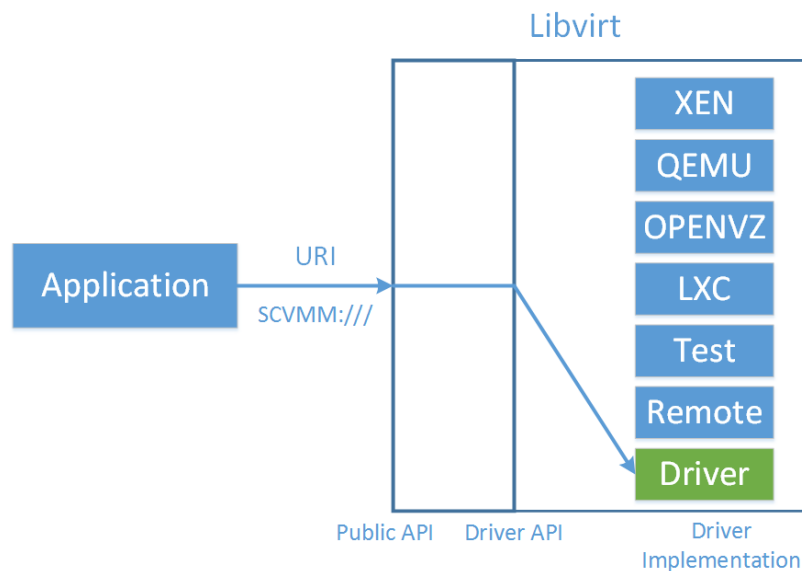 Libvirt
XEN
QEMU
OPENVZ
LXC
Test
Remote
Driver
Application
URI
SCVMM:///
Public API
Driver API
Driver
Implementation